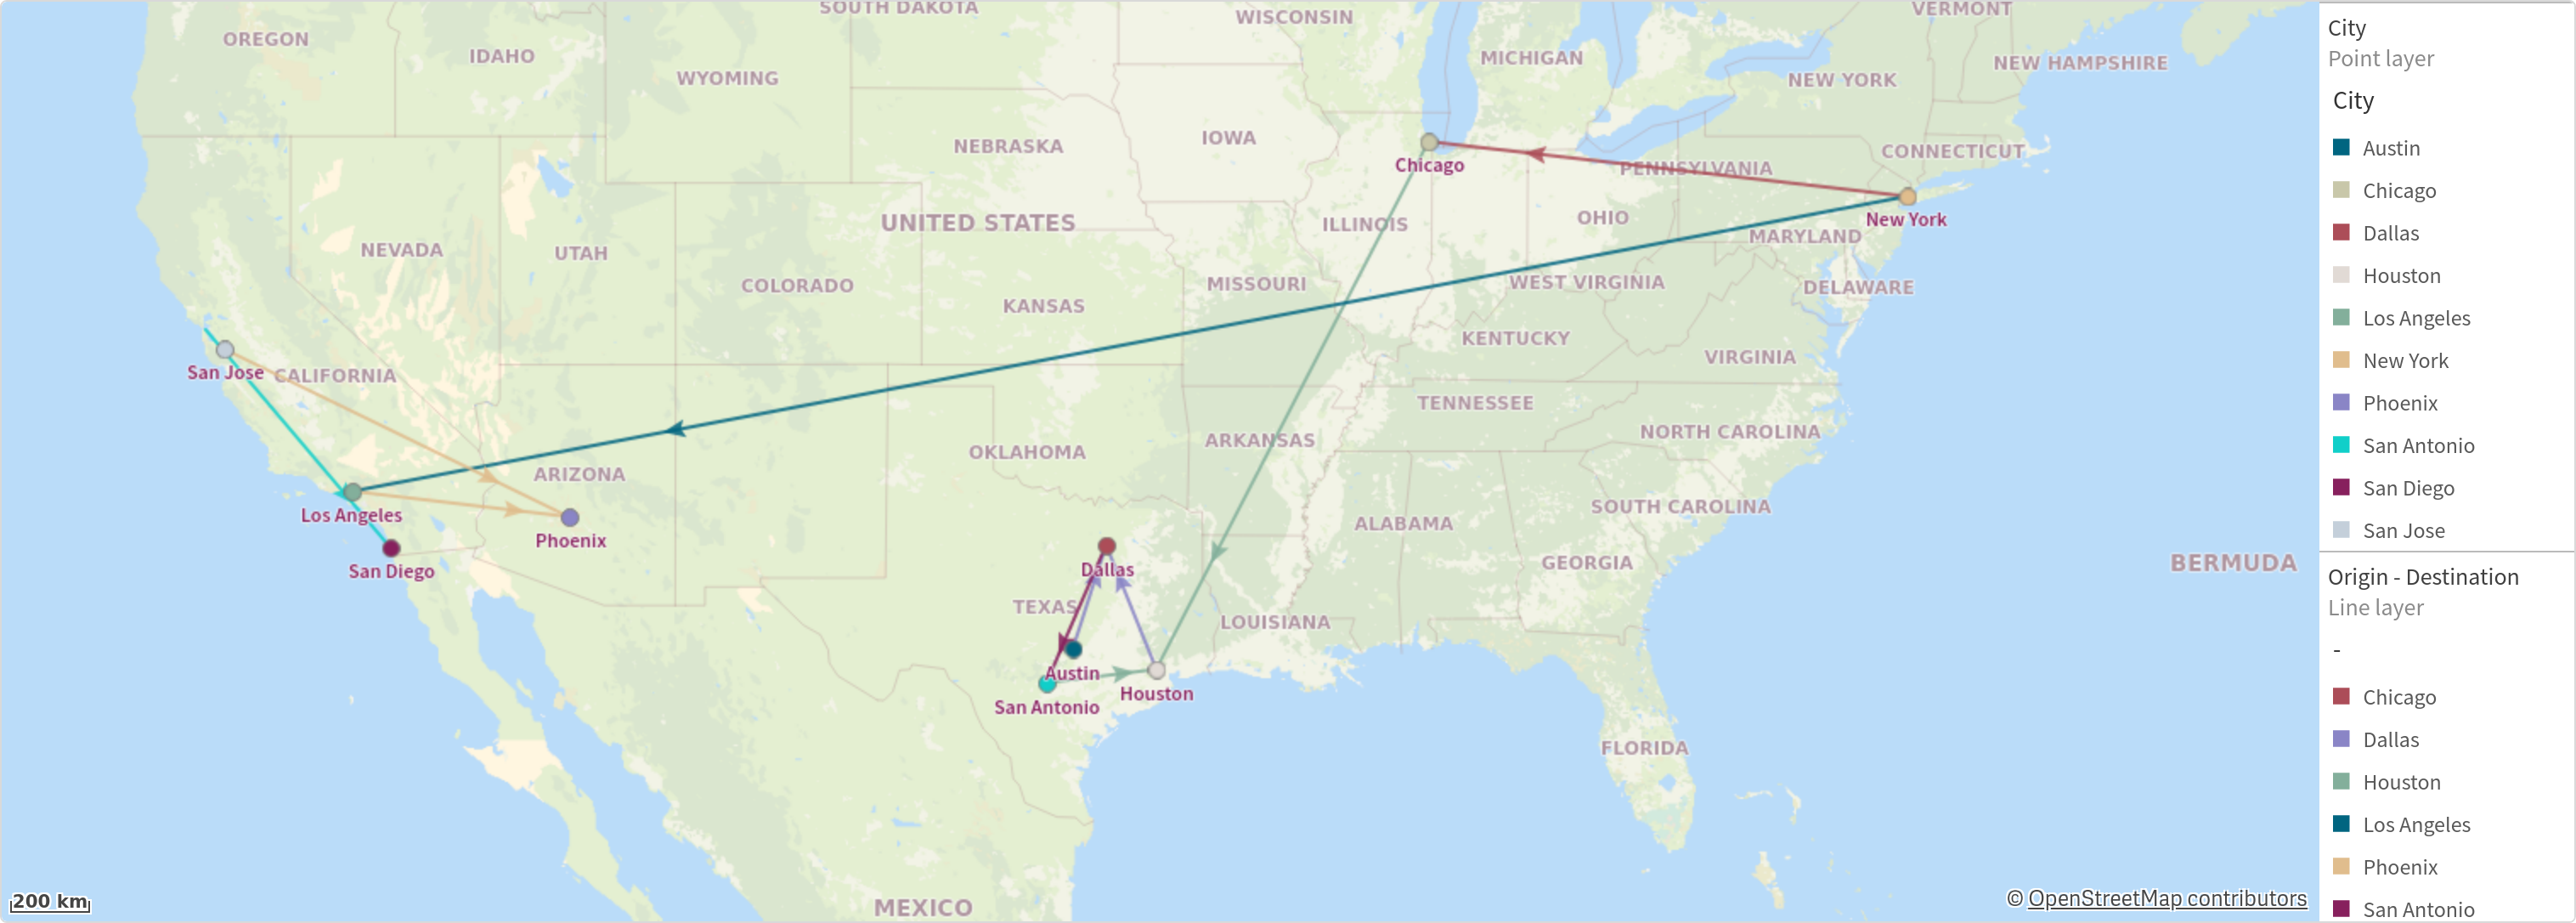 SOUTH DAKOTA
WISCONSIN
VERMONT
OREGON
IDAHO
WYOMING
MICHIGAN
NEW YORK
NEW HAMPSHIRE
NEBRASKA
IOWA
Chicago
PENNSYLVANIA
CONNECTICUT
UNITED STATES
ILLINOIS
OHIO
New York
NEVADA
UTAH
MARYLAND
COLORADO
KANSAS
MISSOURI
WEST VIRGINIA
DELAWARE
KENTUCKY
VIRGINIA
San Jose
CALIFORNIA
TENNESSEE
NORTH CAROLINA
ARKANSAS
OKLAHOMA
ARIZONA
Los Angeles
SOUTH CAROLINA
ALABAMA
Phoenix
San Diego
Dallas
GEORGIA
BERMUDA
TEXAS
LOUISIANA
Austin
Houston
San Antonio
FLORIDA
MEXICO
200 km
© OpenStreetMap contributors
City
Point layer
City
Austin
Chicago
Dallas
Houston
Los Angeles
New York
Phoenix
San Antonio
San Diego
San Jose
Origin - Destination
Line layer
-
Chicago
Dallas
Houston
Los Angeles
Phoenix
San Antonio